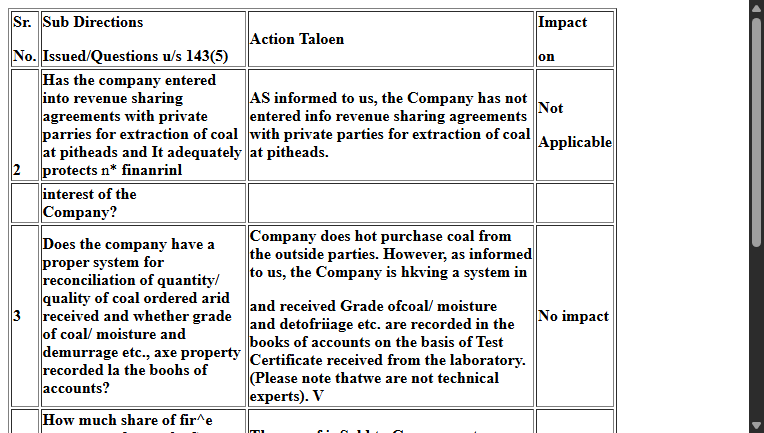 Sr.
No.
Sub Directions
Issued/Questions u/s 143(5)
Action Taloen
Impact
on
2
Has the company entered
into revenue sharing
agreements with private
parries for extraction of coal
at pitheads and It adequately
protects n* finanrinl
AS informed to us, the Company has not
entered info revenue sharing agreements
with private parties for extraction of coal
at pitheads.
Not
Applicable
interest of the
Company?
3
Does the company have a
proper system for
reconciliation of quantity/
quality of coal ordered arid
received and whether grade
of coal/ moisture and
demurrage etc., axe property
recorded la the boohs of
accounts?
Company does hot purchase coal from
the outside parties. However, as informed
to us, the Company is hkving a system in
and received Grade ofcoal/ moisture
and detofriiage etc. are recorded in the
books of accounts on the basis of Test
Certificate received from the laboratory.
(Please note thatwe are not technical
experts). V
No impact
How much share of fir^e